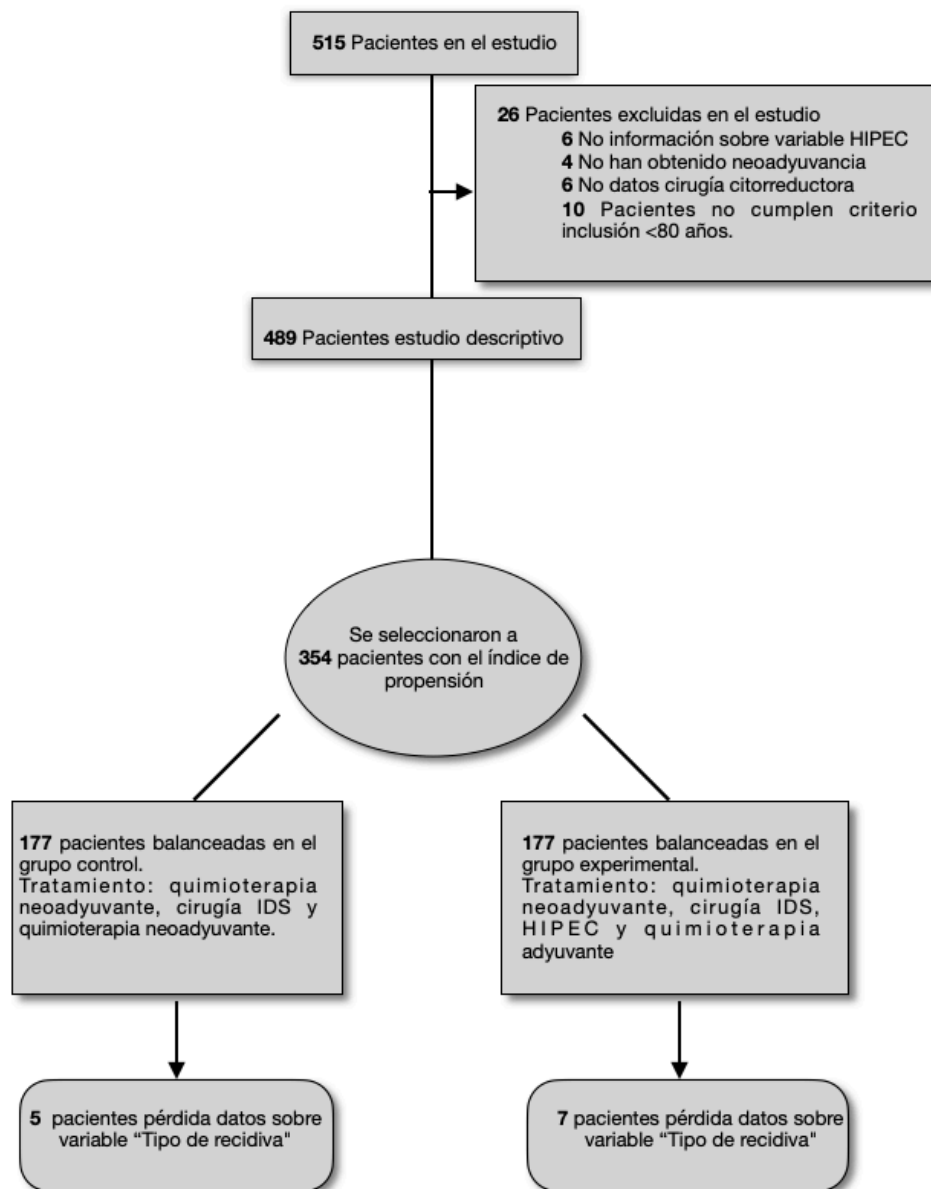 515 Pacientes en el estudio
26 Pacientes excluidas en el estudio
6 No información sobre variable HIPEC
4 No han obtenido neoadyuvancia
6 No datos cirugía citorreductora
10 Pacientes no cumplen criterio
inclusión <80 años.
489 Pacientes estudio descriptivo
Se seleccionaron a
354 pacientes con el índice de
propensión
177 pacientes balanceadas en el
grupo control.
Tratamiento: quimioterapia
neoadyuvante, cirugía IDS y
quimioterapia neoadyuvante.
177 pacientes balanceadas en el
grupo experimental.
Tratamiento: quimioterapia
neoadyuvante, cirugía IDS,
HIPEC y quimioterapia
adyuvante
5 pacientes pérdida datos sobre
variable “Tipo de recidiva"
7 pacientes pérdida datos sobre
variable “Tipo de recidiva"